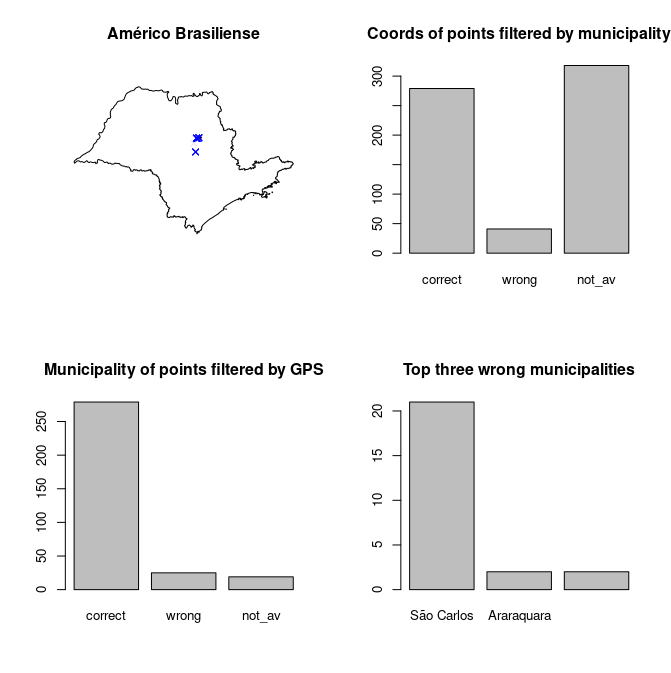 Américo Brasiliense
Coords of points filtered by municipality
300
200
100
50
0
correct wrong not_av
Municipality of points filtered by GPS
250
200
150
100
50
0
correct wrong not_av
Top three wrong municipalities
20
15
10
5
0
São Carlos Araraquara